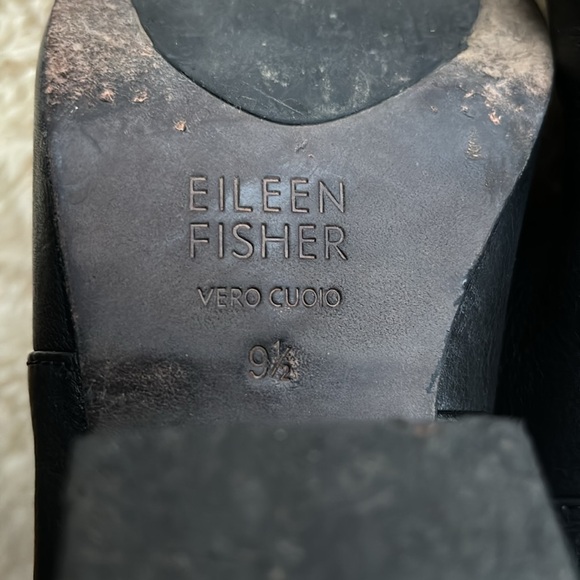 EILEEN
FISHER
VERO CUOIO
9½